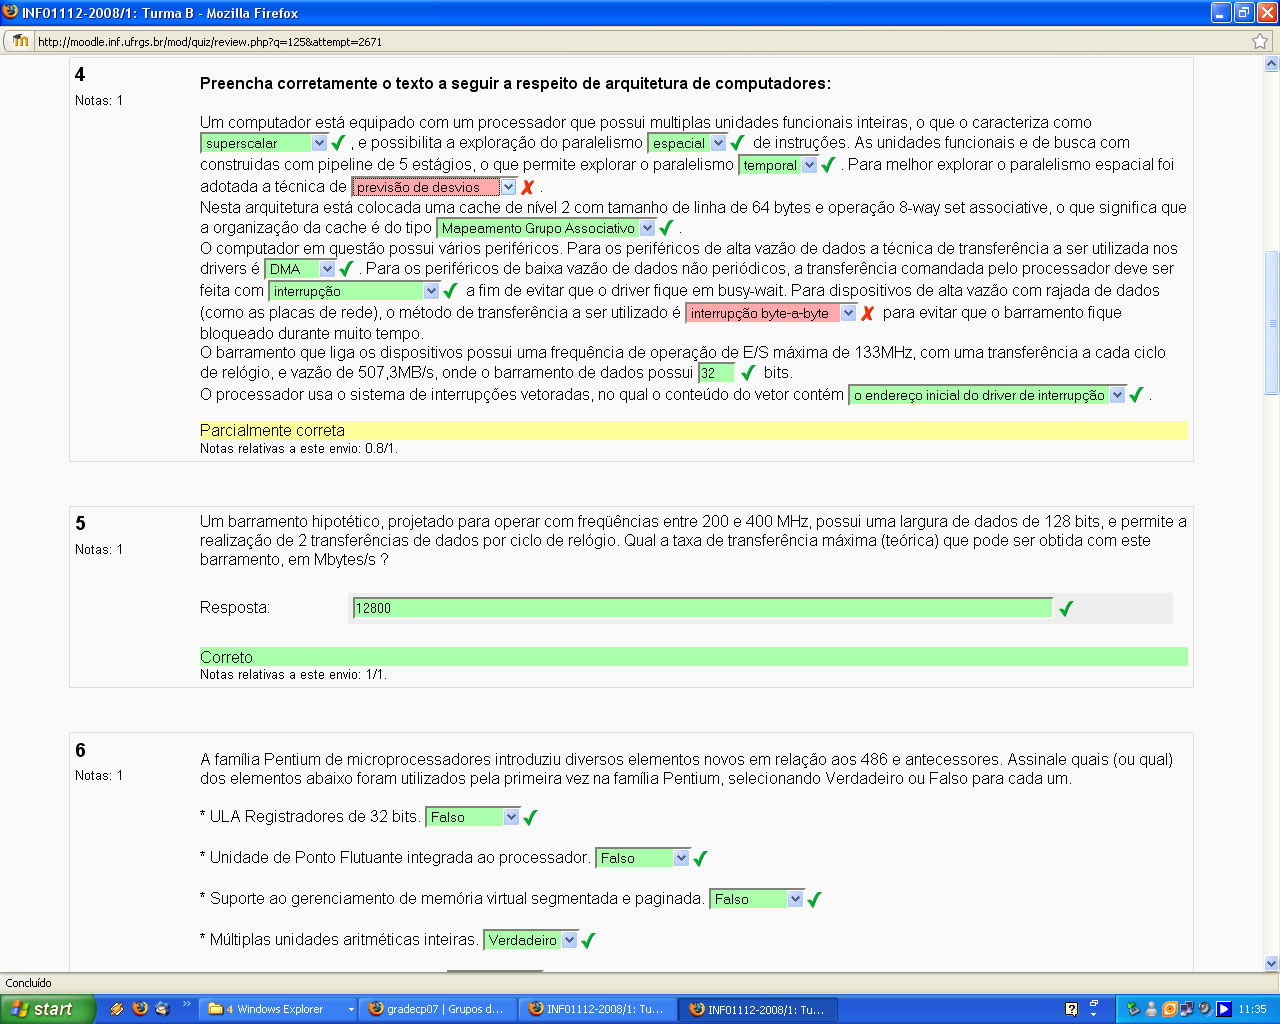 INF01112-2008/1: Turma B - Mozilla Firefox
http://moodle.inf.ufrgs.br/mod/quiz/review.php?q=125&attempt=2671
4
Notas: 1
Preencha corretamente o texto a seguir a respeito de arquitetura de computadores:
Um computador está equipado com um processador que possui multiplas unidades funcionais inteiras, o que o caracteriza como
superscalar , e possibilita a exploração do paralelismo espacial de instruções. As unidades funcionais e de busca com
construidas com pipeline de 5 estágios, o que permite explorar o paralelismo temporal . Para melhor explorar o paralelismo espacial foi
adotada a técnica de previsão de desvios .
Nesta arquitetura está colocada uma cache de nível 2 com tamanho de linha de 64 bytes e operação 8-way set associative, o que significa que
a organização da cache é do tipo Mapeamento Grupo Associativo .
O computador em questão possui vários periféricos. Para os periféricos de alta vazão de dados a técnica de transferência a ser utilizada nos
drivers é DMA . Para os periféricos de baixa vazão de dados não periódicos, a transferência comandada pelo processador deve ser
feita com interrupção a fim de evitar que o driver fique em busy-wait. Para dispositivos de alta vazão com rajada de dados
(como as placas de rede), o método de transferência a ser utilizado é interrupção byte-a-byte para evitar que o barramento fique
bloqueado durante muito tempo.
O barramento que liga os dispositivos possui uma frequência de operação de E/S máxima de 133MHz, com uma transferência a cada ciclo
de relógio, e vazão de 507,3MB/s, onde o barramento de dados possui 32 bits.
O processador usa o sistema de interrupções vetoradas, no qual o conteúdo do vetor contém o endereço inicial do driver de interrupção .
Parcialmente correta
Notas relativas a este envio: 0.8/1.
5
Notas: 1
Um barramento hipotético, projetado para operar com freqüências entre 200 e 400 MHz, possui uma largura de dados de 128 bits, e permite a
realização de 2 transferências de dados por ciclo de relógio. Qual a taxa de transferência máxima (teórica) que pode ser obtida com este
barramento, em Mbytes/s ?
Resposta: 12800
Correto
Notas relativas a este envio: 1/1.
6
Notas: 1
A família Pentium de microprocessadores introduziu diversos elementos novos em relação aos 486 e antecessores. Assinale quais (ou qual)
dos elementos abaixo foram utilizados pela primeira vez na família Pentium, selecionando Verdadeiro ou Falso para cada um.
* ULA Registradores de 32 bits. Falso
* Unidade de Ponto Flutuante integrada ao processador. Falso
* Suporte ao gerenciamento de memória virtual segmentada e paginada. Falso
* Múltiplas unidades aritméticas inteiras. Verdadeiro
Concluído
start
4 Windows Explorer
gradecp07 | Grupos d...
INF01112-2008/1: Tu...
INF01112-2008/1: Tu...
11:35